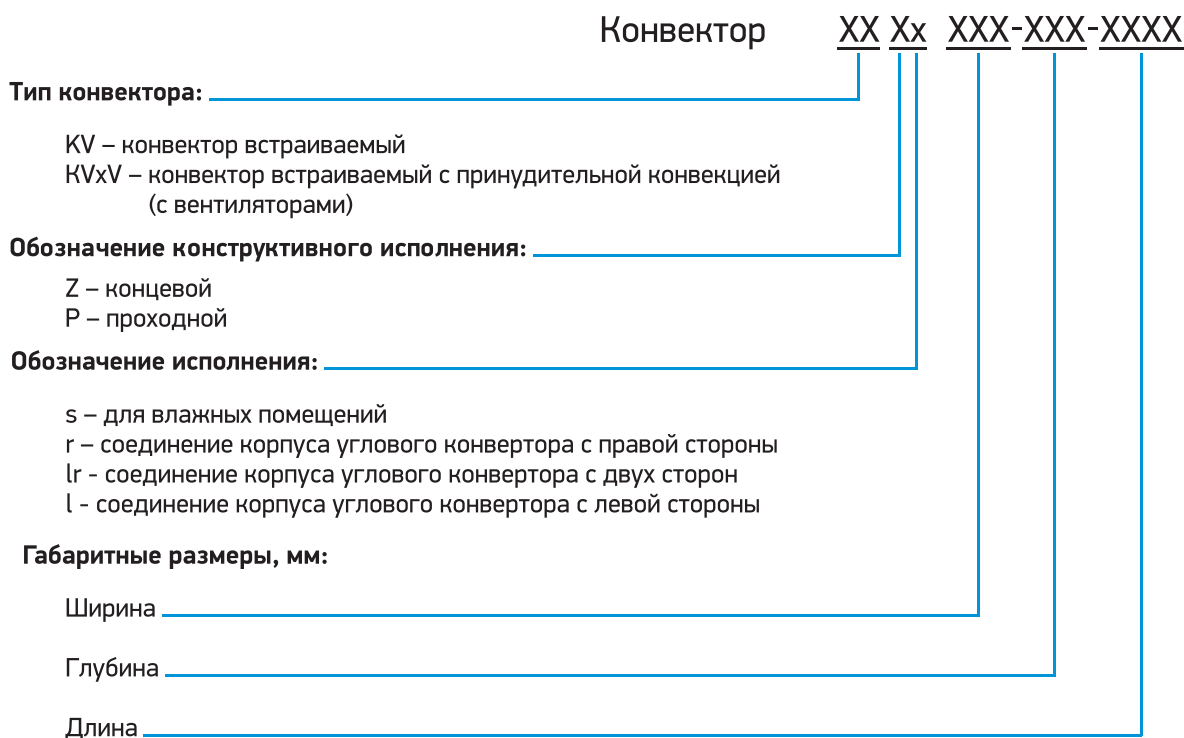 Конвектор XX Xx XXX-XXX-XXXX
Тип конвектора:
KV – конвектор встраиваемый
KVxV – конвектор встраиваемый с принудительной конвекцией
(с вентиляторами)
Обозначение конструктивного исполнения:
Z – концевой
P – проходной
Обозначение исполнения:
s – для влажных помещений
r – соединение корпуса углового конвертора с правой стороны
lr - соединение корпуса углового конвертора с двух сторон
l - соединение корпуса углового конвертора с левой стороны
Габаритные размеры, мм:
Ширина
Глубина
Длина